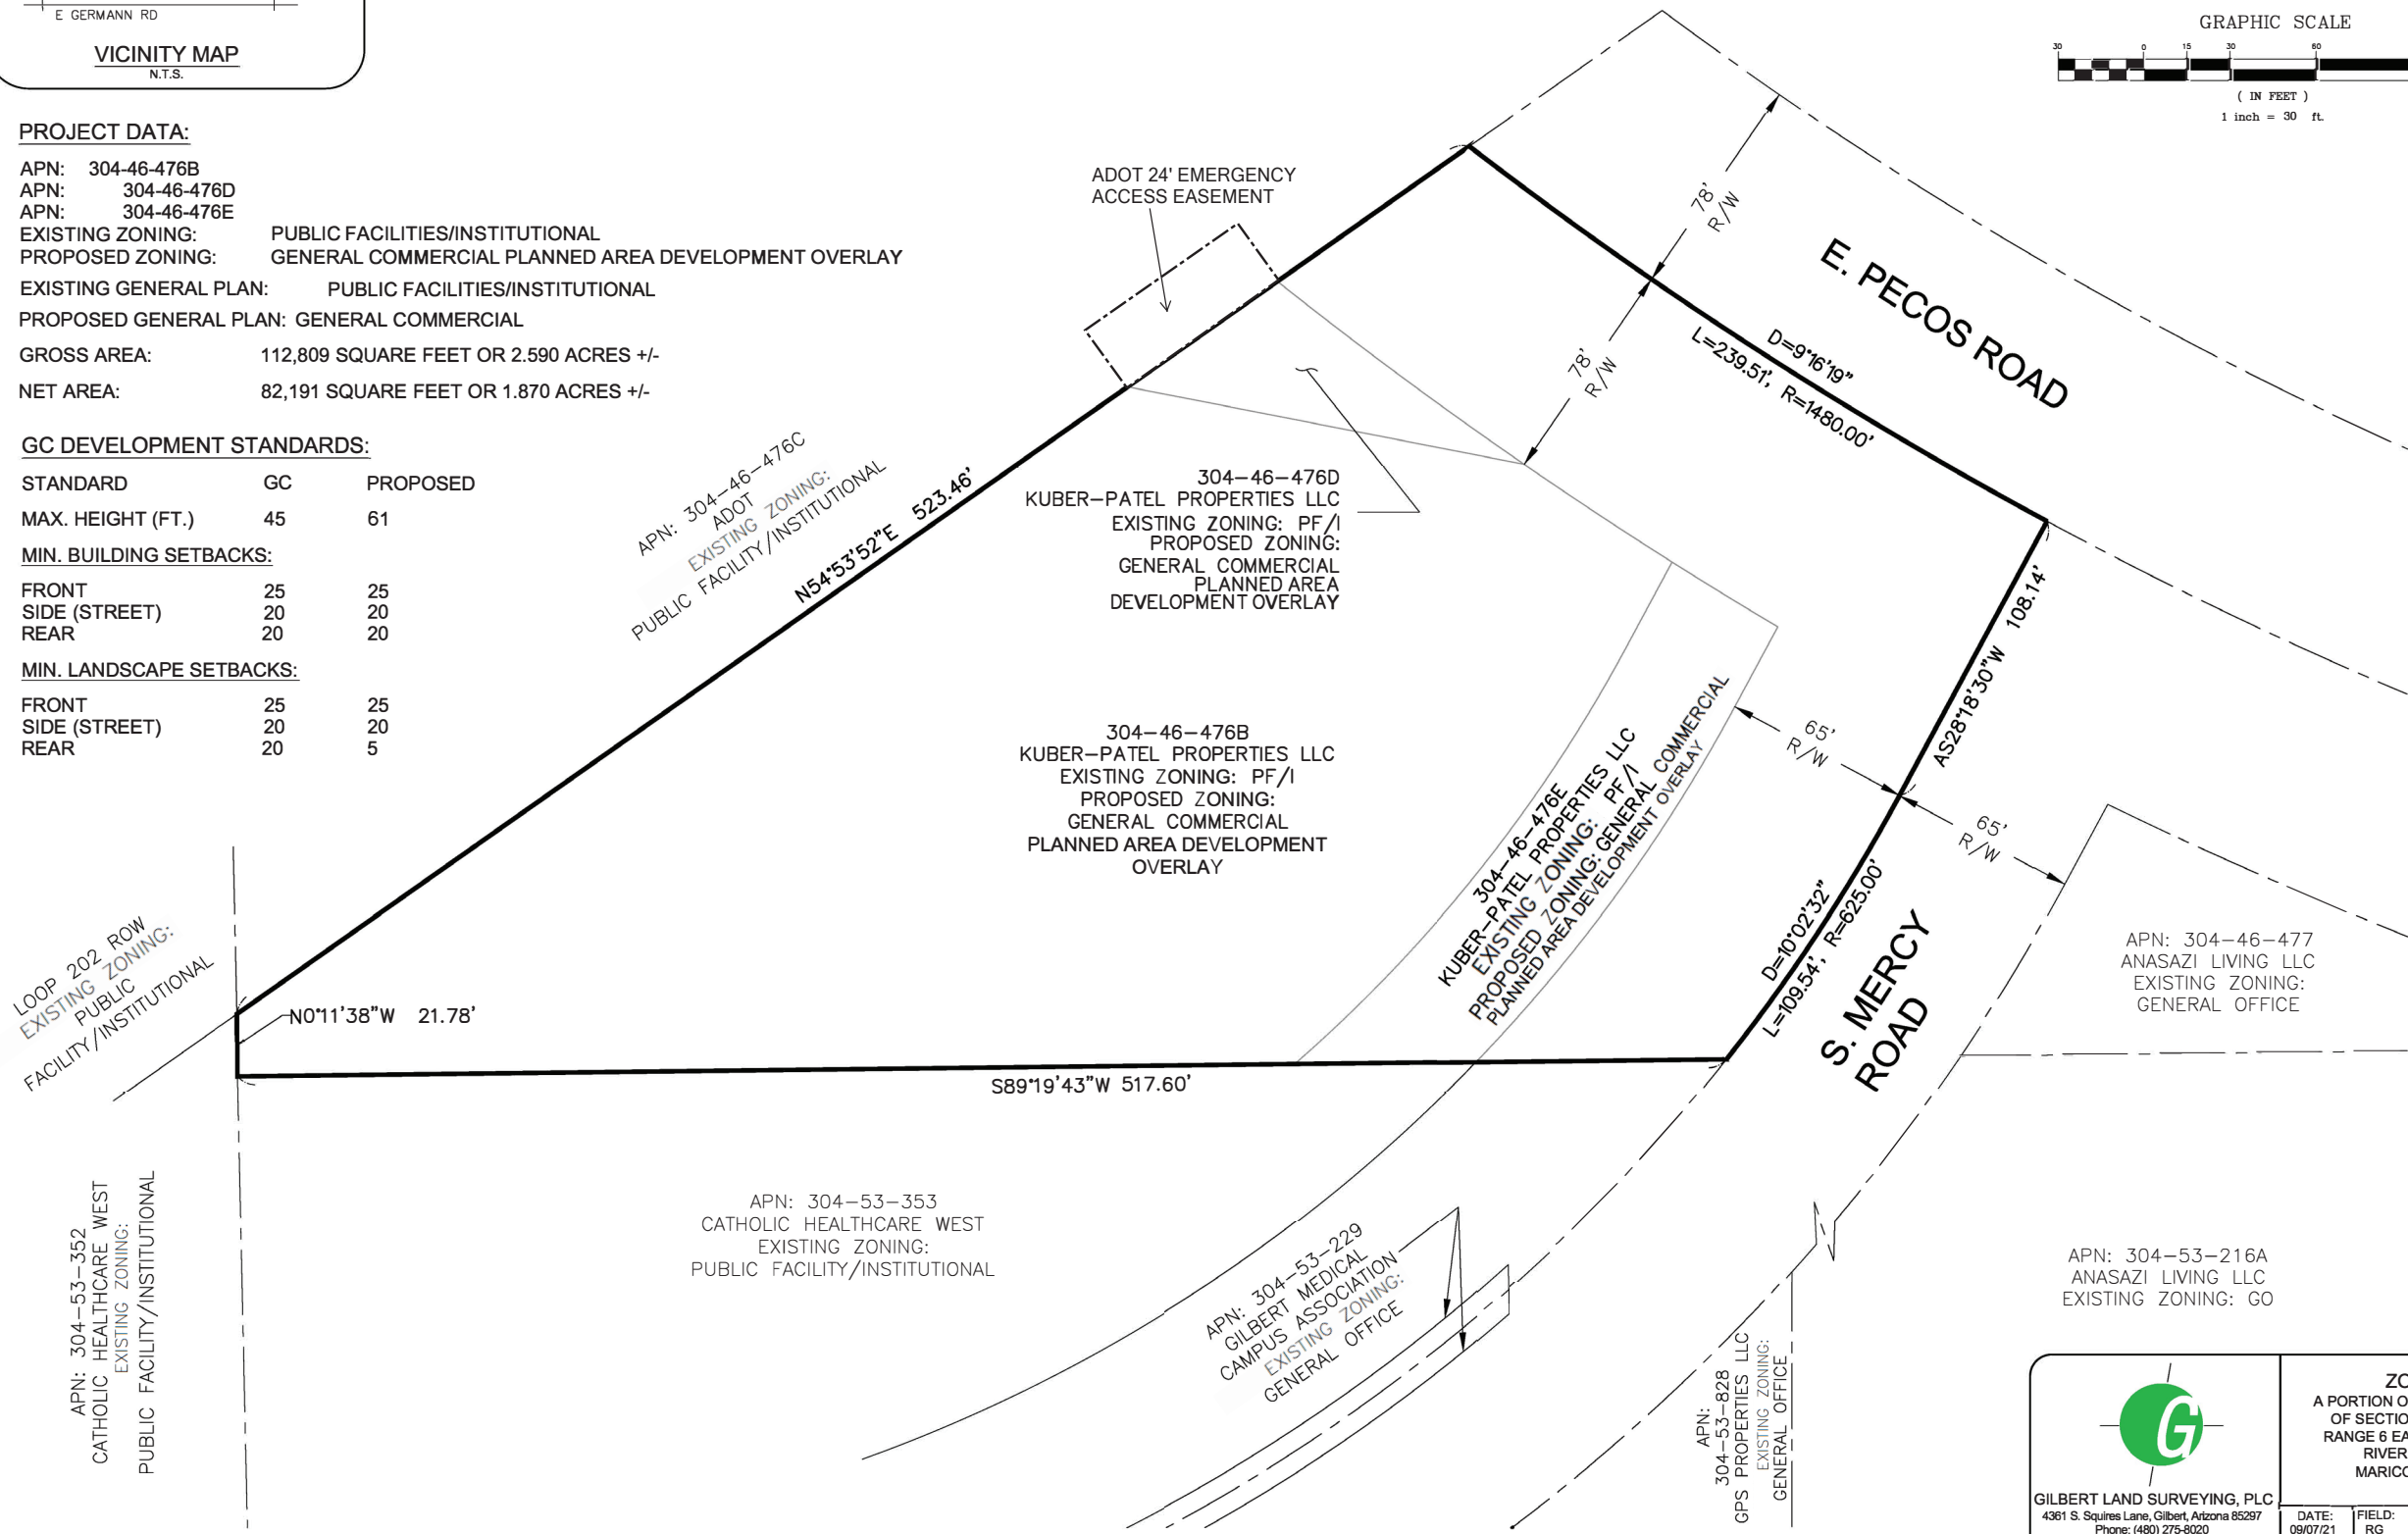 E GERMANN RD
VICINITY MAP
N.T.S.
GRAPHIC SCALE
30 0 15 30 60
( IN FEET )
1 inch = 30 ft.
PROJECT DATA:
APN: 304-46-476B
APN: 304-46-476D
APN: 304-46-476E
EXISTING ZONING: PUBLIC FACILITIES/INSTITUTIONAL
PROPOSED ZONING: GENERAL COMMERCIAL PLANNED AREA DEVELOPMENT OVERLAY
EXISTING GENERAL PLAN: PUBLIC FACILITIES/INSTITUTIONAL
PROPOSED GENERAL PLAN: GENERAL COMMERCIAL
GROSS AREA: 112,809 SQUARE FEET OR 2.590 ACRES +/-
NET AREA: 82,191 SQUARE FEET OR 1.870 ACRES +/-
GC DEVELOPMENT STANDARDS:
STANDARD GC PROPOSED
MAX. HEIGHT (FT.) 45 61
MIN. BUILDING SETBACKS:
FRONT 25 25
SIDE (STREET) 20 20
REAR 20 20
MIN. LANDSCAPE SETBACKS:
FRONT 25 25
SIDE (STREET) 20 20
REAR 20 5
ADOT 24' EMERGENCY
ACCESS EASEMENT
78'
R/W
78'
R/W
E. PECOS ROAD
D=9°16'19"
L=239.51', R=1480.00'
APN: 304-46-476C
ADOT
EXISTING ZONING:
PUBLIC FACILITY/INSTITUTIONAL
N54°53'52"E 523.46'
304-46-476D
KUBER-PATEL PROPERTIES LLC
EXISTING ZONING: PF/I
PROPOSED ZONING:
GENERAL COMMERCIAL
PLANNED AREA
DEVELOPMENT OVERLAY
304-46-476B
KUBER-PATEL PROPERTIES LLC
EXISTING ZONING: PF/I
PROPOSED ZONING:
GENERAL COMMERCIAL
PLANNED AREA DEVELOPMENT
OVERLAY
304-46-476E
KUBER-PATEL PROPERTIES LLC
EXISTING ZONING: PF/I
PROPOSED ZONING: GENERAL COMMERCIAL
PLANNED AREA DEVELOPMENT OVERLAY
AS28°18'30"W 108.14'
65'
R/W
65'
R/W
D=10°02'32"
L=109.54', R=625.00'
S. MERCY
ROAD
APN: 304-46-477
ANASAZI LIVING LLC
EXISTING ZONING:
GENERAL OFFICE
LOOP 202 ROW
EXISTING ZONING:
PUBLIC
FACILITY/INSTITUTIONAL
N0°11'38"W 21.78'
S89°19'43"W 517.60'
APN: 304-53-352
CATHOLIC HEALTHCARE WEST
EXISTING ZONING:
PUBLIC FACILITY/INSTITUTIONAL
APN: 304-53-353
CATHOLIC HEALTHCARE WEST
EXISTING ZONING:
PUBLIC FACILITY/INSTITUTIONAL
APN: 304-53-229
GILBERT MEDICAL
CAMPUS ASSOCIATION
EXISTING ZONING:
GENERAL OFFICE
APN:
304-53-828
GPS PROPERTIES LLC
EXISTING ZONING:
GENERAL OFFICE
APN: 304-53-216A
ANASAZI LIVING LLC
EXISTING ZONING: GO
G
GILBERT LAND SURVEYING, PLC
4361 S. Squires Lane, Gilbert, Arizona 85297
Phone: (480) 275-8020
ZO
A PORTION O
OF SECTIO
RANGE 6 EA
RIVER
MARICO
DATE: FIELD:
09/07/21 RG